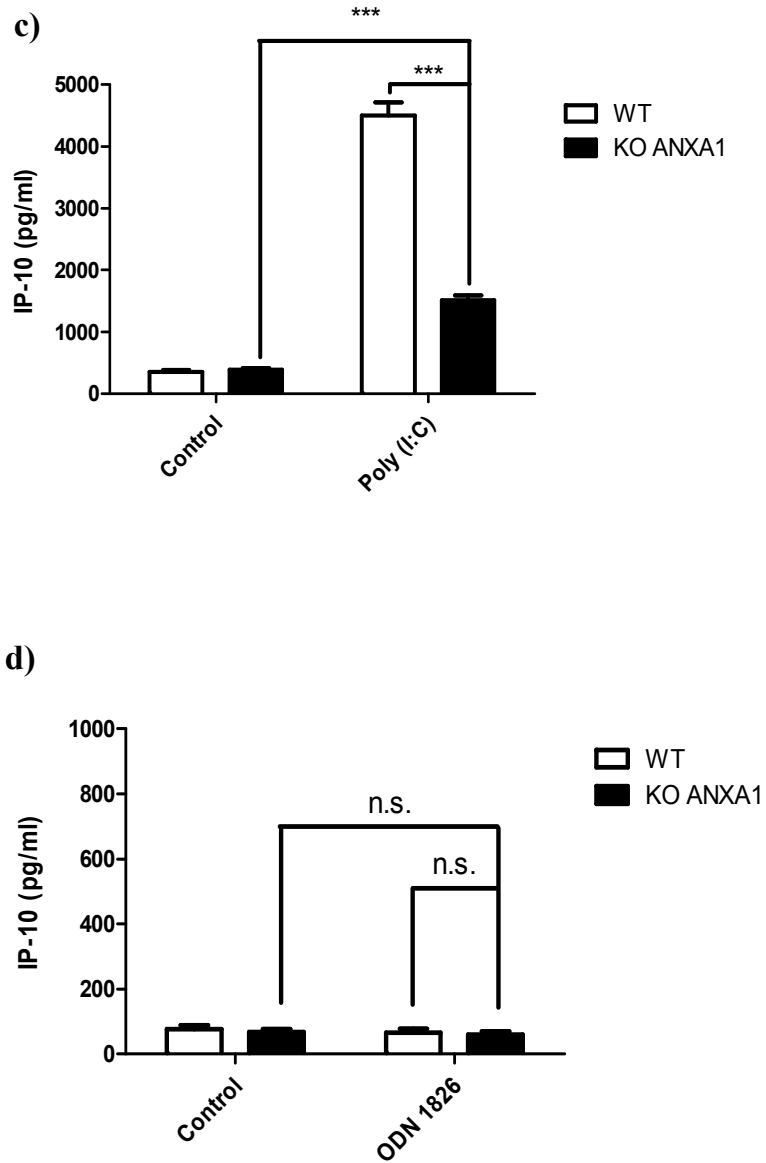 c)
***
***
5000
4000
3000
2000
1000
0
IP-10 (pg/ml)
Control
Poly (I:C)
WT
KO ANXA1
d)
1000
800
600
400
200
0
IP-10 (pg/ml)
n.s.
n.s.
Control
ODN 1826
WT
KO ANXA1